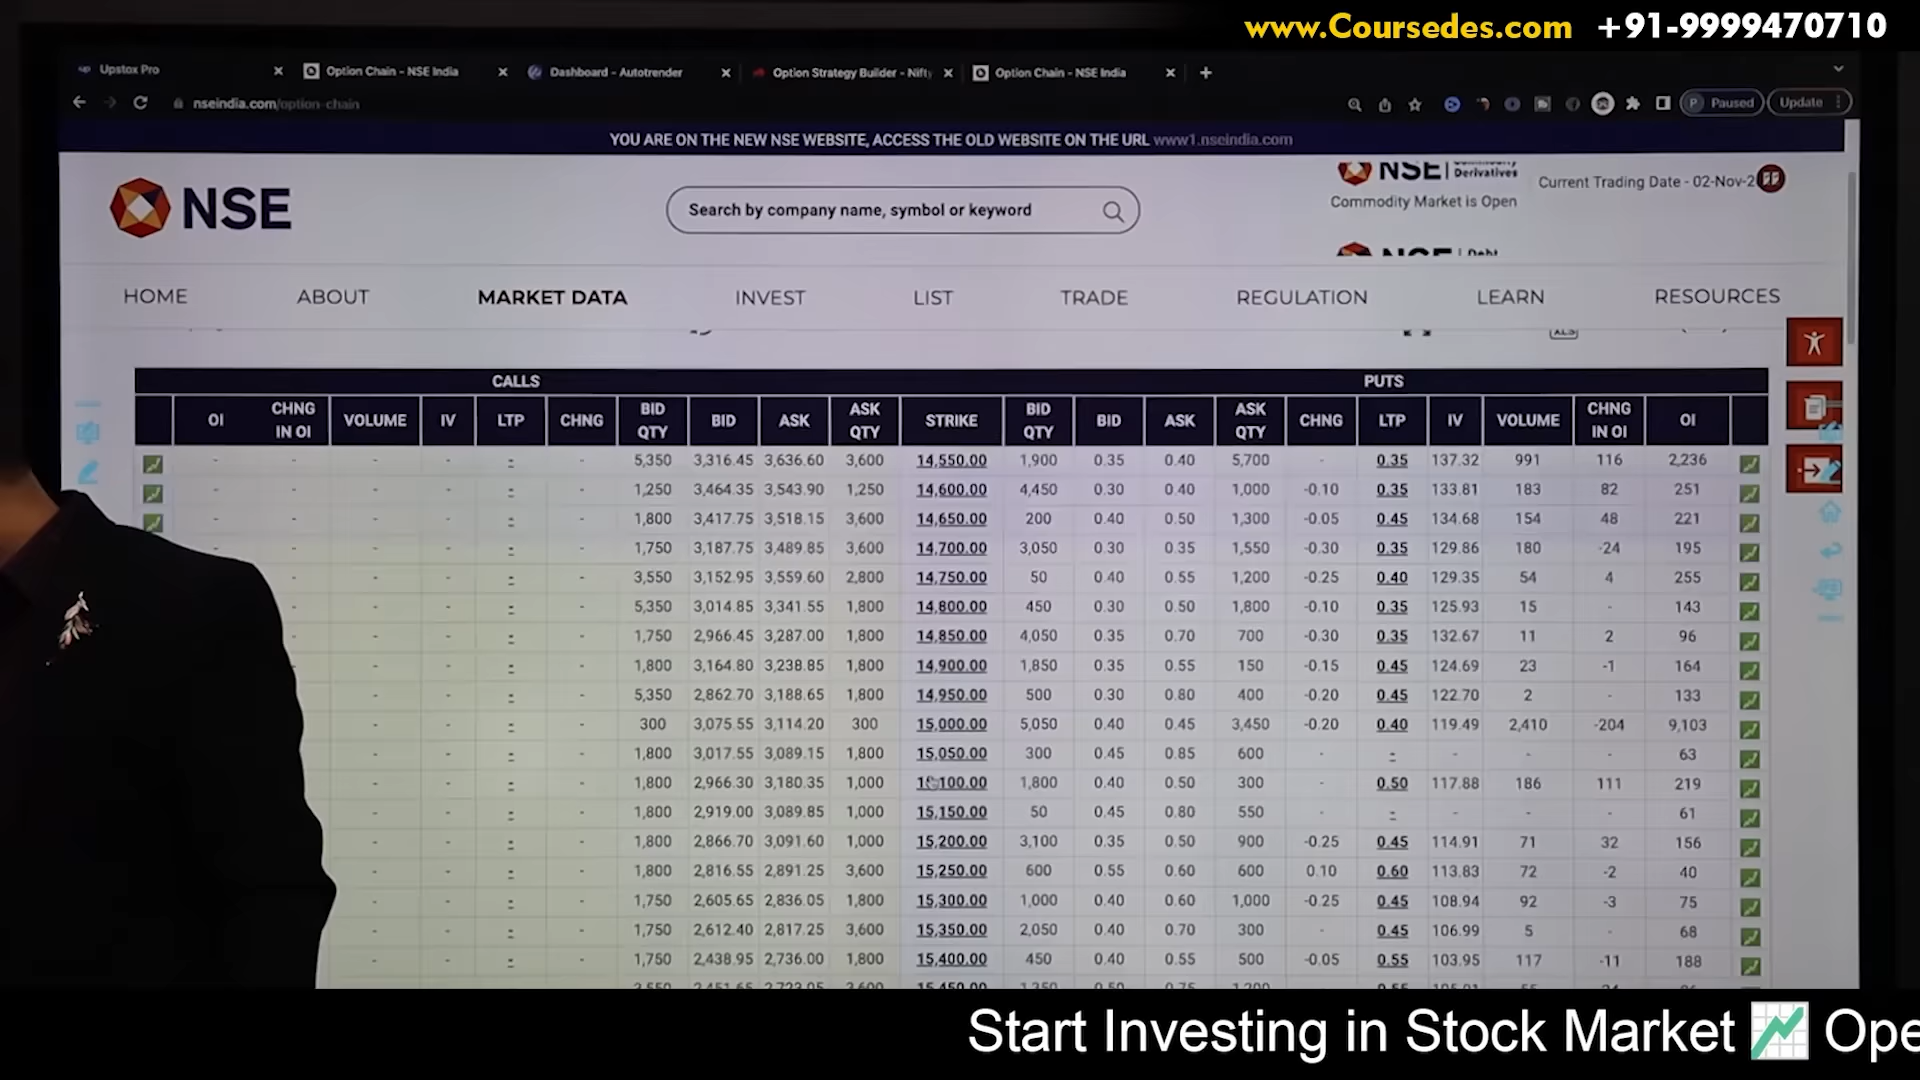 www.Coursedes.com +91-9999470710
Upstox Pro
Option Chain - NSE India
Dashboard - Autotrender
Option Strategy Builder - Nifty
Option Chain - NSE India
nseindia.com/option-chain
P Paused
Update
YOU ARE ON THE NEW NSE WEBSITE, ACCESS THE OLD WEBSITE ON THE URL www1.nseindia.com
NSE
Search by company name, symbol or keyword
NSE Derivatives
Commodity Market is Open
Current Trading Date - 02-Nov-2
HOME ABOUT MARKET DATA INVEST LIST TRADE REGULATION LEARN RESOURCES
CALLS PUTS
OI CHNG IN OI VOLUME IV LTP CHNG BID QTY BID ASK ASK QTY STRIKE BID QTY BID ASK ASK QTY CHNG LTP IV VOLUME CHNG IN OI OI
- - - - - - 5,350 3,316.45 3,636.60 3,600 14,550.00 1,900 0.35 0.40 5,700 - 0.35 137.32 991 116 2,236
- - - - - - 1,250 3,464.35 3,543.90 1,250 14,600.00 4,450 0.30 0.40 1,000 -0.10 0.35 133.81 183 82 251
- - - - - - 1,800 3,417.75 3,518.15 3,600 14,650.00 200 0.40 0.50 1,300 -0.05 0.45 134.68 154 48 221
- - - - - - 1,750 3,187.75 3,489.85 3,600 14,700.00 3,050 0.30 0.35 1,550 -0.30 0.35 129.86 180 -24 195
- - - - - 3,550 3,152.95 3,559.60 2,800 14,750.00 50 0.40 0.55 1,200 -0.25 0.40 129.35 54 4 255
- - - - - 5,350 3,014.85 3,341.55 1,800 14,800.00 450 0.30 0.50 1,800 -0.10 0.35 125.93 15 - 143
- - - - - 1,750 2,966.45 3,287.00 1,800 14,850.00 4,050 0.35 0.70 700 -0.30 0.35 132.67 11 2 96
- - - - - 1,800 3,164.80 3,238.85 1,800 14,900.00 1,850 0.35 0.55 150 -0.15 0.45 124.69 23 -1 164
- - - - 5,350 2,862.70 3,188.65 1,800 14,950.00 500 0.30 0.80 400 -0.20 0.45 122.70 2 - 133
- - - - 300 3,075.55 3,114.20 300 15,000.00 5,050 0.40 0.45 3,450 -0.20 0.40 119.49 2,410 -204 9,103
- - - - 1,800 3,017.55 3,089.15 1,800 15,050.00 300 0.45 0.85 600 - - - - - 63
- - - - 1,800 2,966.30 3,180.35 1,000 15,100.00 1,800 0.40 0.50 300 - 0.50 117.88 186 111 219
- - - - 1,800 2,919.00 3,089.85 1,000 15,150.00 50 0.45 0.80 550 - - - - - 61
- - - - 1,800 2,866.70 3,091.60 1,000 15,200.00 3,100 0.35 0.50 900 -0.25 0.45 114.91 71 32 156
- - - - 1,800 2,816.55 2,891.25 3,600 15,250.00 600 0.55 0.60 600 0.10 0.60 113.83 72 -2 40
- - - - 1,750 2,605.65 2,836.05 1,800 15,300.00 1,000 0.40 0.60 1,000 -0.25 0.45 108.94 92 -3 75
- - - - 1,750 2,612.40 2,817.25 3,600 15,350.00 2,050 0.40 0.70 300 - 0.45 106.99 5 - 68
- - - - 1,750 2,438.95 2,736.00 1,800 15,400.00 450 0.40 0.55 500 -0.05 0.55 103.95 117 -11 188
Start Investing in Stock Market Ope